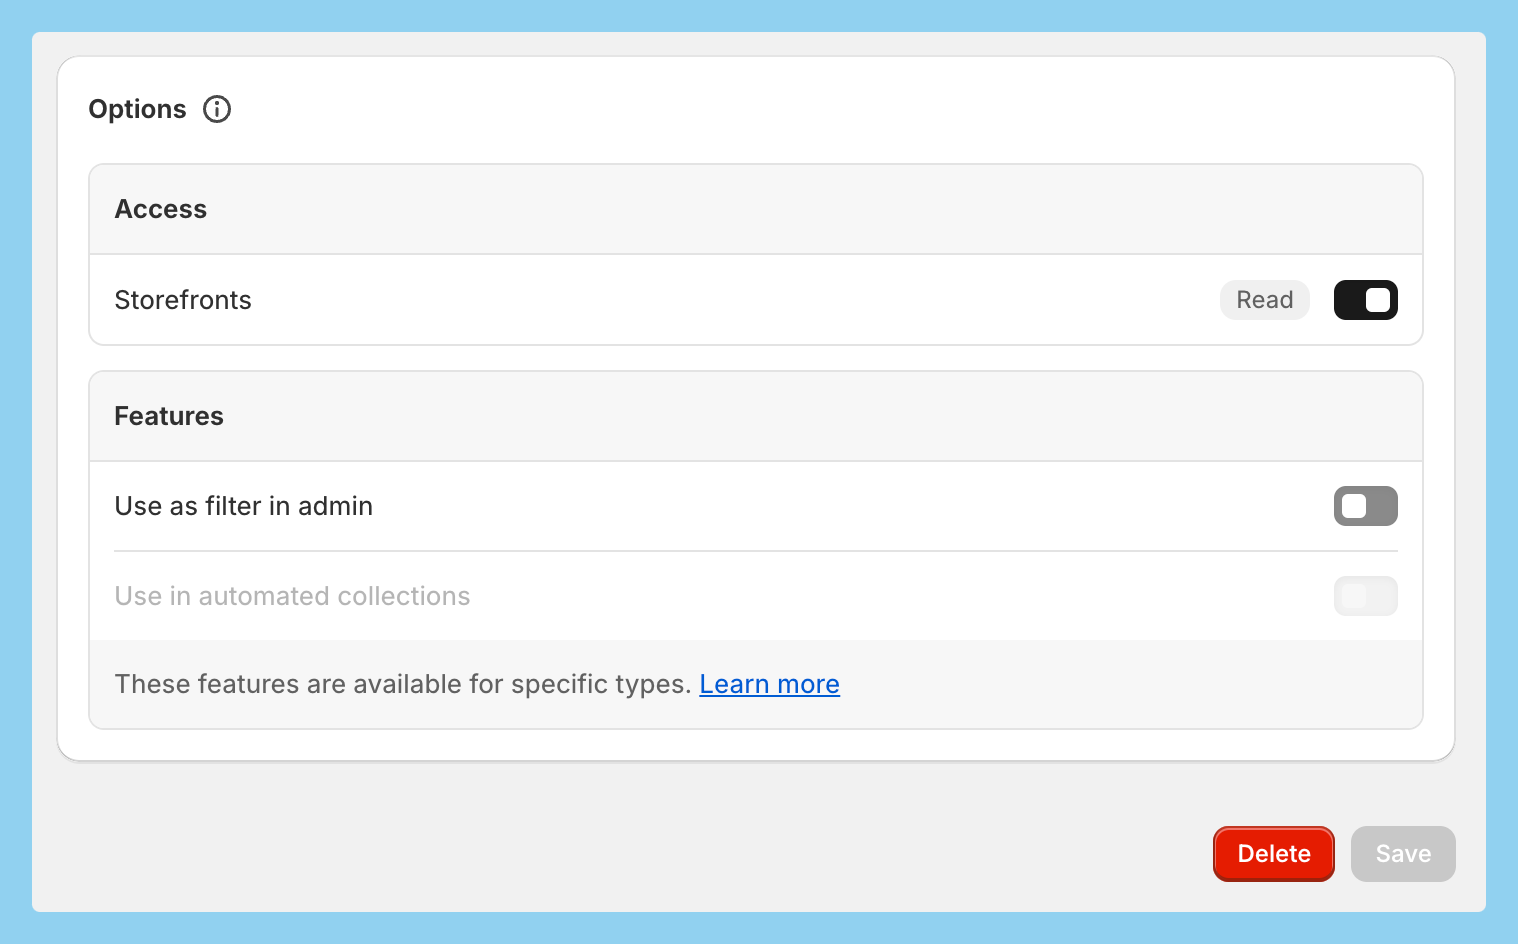 Options
Access
Storefronts Read
Features
Use as filter in admin
Use in automated collections
These features are available for specific types. Learn more
Delete Save